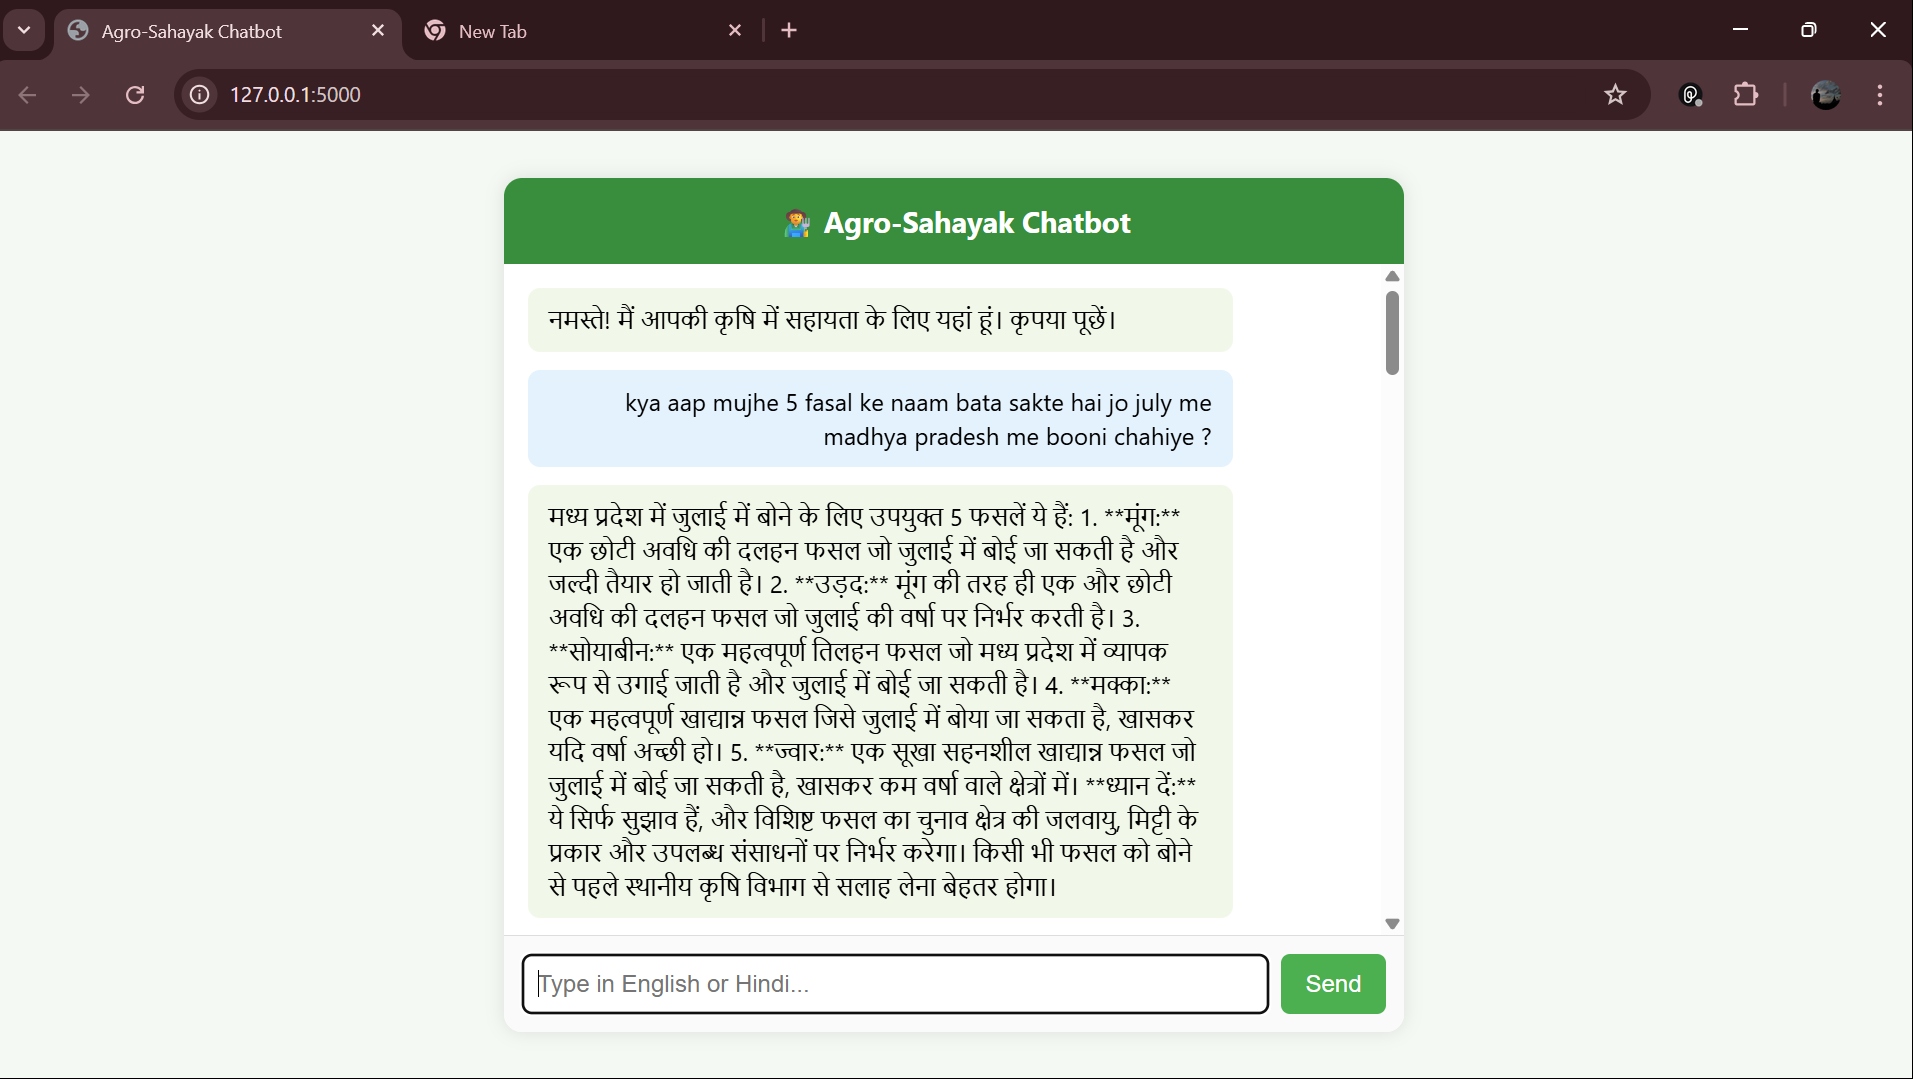 Agro-Sahayak Chatbot
New Tab
127.0.0.1:5000
Agro-Sahayak Chatbot
नमस्ते! मैं आपकी कृषि में सहायता के लिए यहां हूं। कृपया पूछें।
kya aap mujhe 5 fasal ke naam bata sakte hai jo july me
madhya pradesh me booni chahiye ?
मध्य प्रदेश में जुलाई में बोने के लिए उपयुक्त 5 फसलें ये हैं: 1. **मूंग:**
एक छोटी अवधि की दलहन फसल जो जुलाई में बोई जा सकती है और
जल्दी तैयार हो जाती है। 2. **उड़द:** मूंग की तरह ही एक और छोटी
अवधि की दलहन फसल जो जुलाई की वर्षा पर निर्भर करती है। 3.
**सोयाबीन:** एक महत्वपूर्ण तिलहन फसल जो मध्य प्रदेश में व्यापक
रूप से उगाई जाती है और जुलाई में बोई जा सकती है। 4. **मक्का:**
एक महत्वपूर्ण खाद्यान्न फसल जिसे जुलाई में बोया जा सकता है, खासकर
यदि वर्षा अच्छी हो। 5. **ज्वार:** एक सूखा सहनशील खाद्यान्न फसल जो
जुलाई में बोई जा सकती है, खासकर कम वर्षा वाले क्षेत्रों में। **ध्यान दें:**
ये सिर्फ सुझाव हैं, और विशिष्ट फसल का चुनाव क्षेत्र की जलवायु, मिट्टी के
प्रकार और उपलब्ध संसाधनों पर निर्भर करेगा। किसी भी फसल को बोने
से पहले स्थानीय कृषि विभाग से सलाह लेना बेहतर होगा।
Type in English or Hindi...
Send